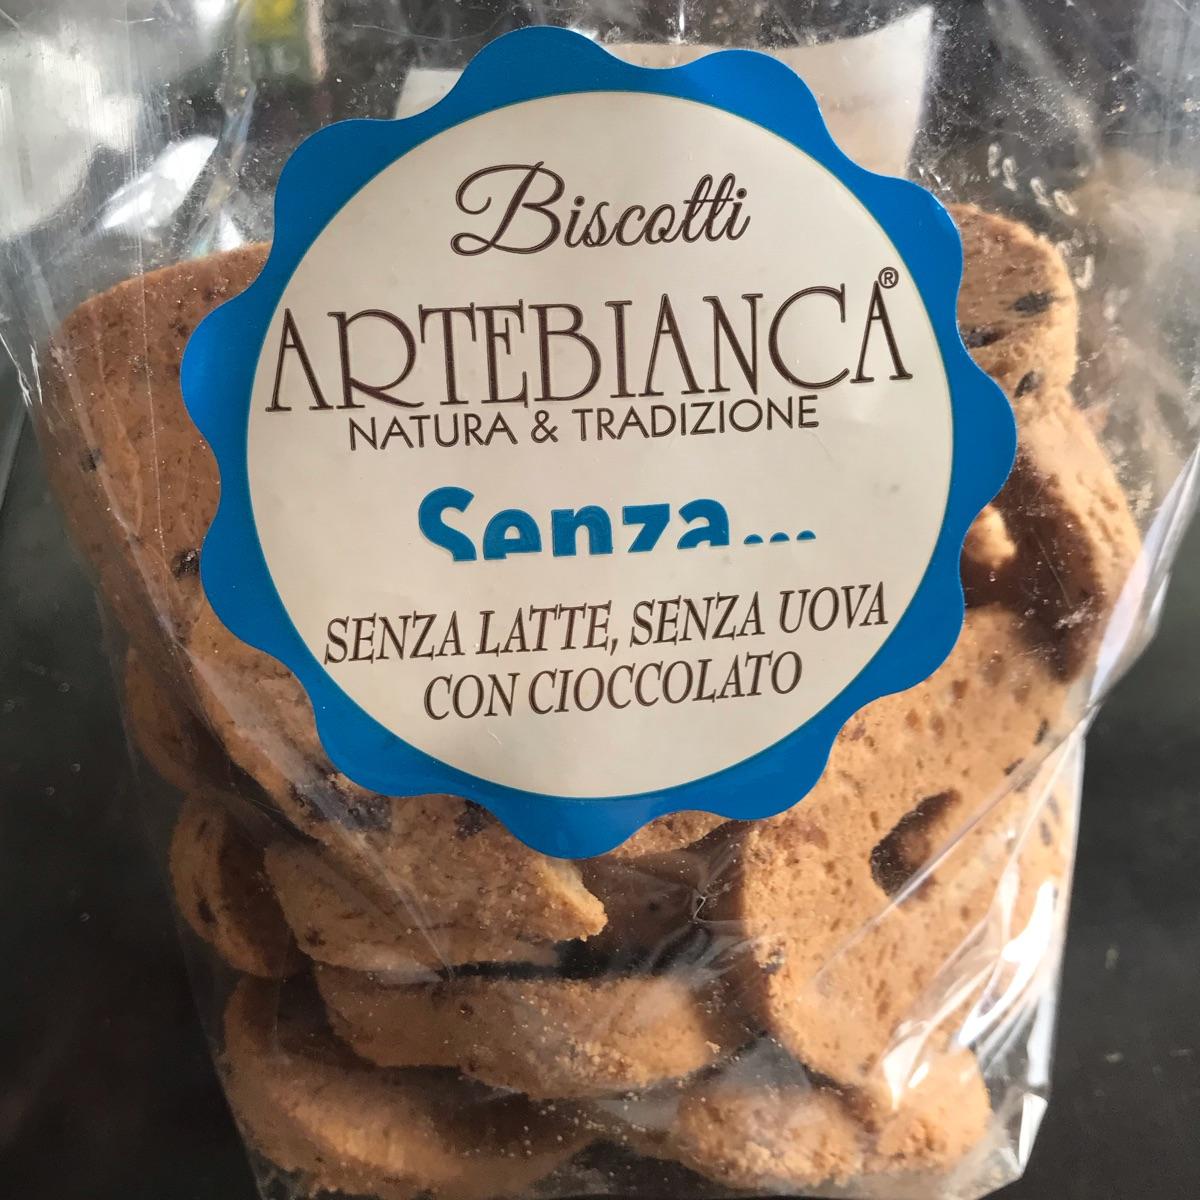 Biscotti
ARTEBIANCA®
NATURA & TRADIZIONE
Senza...
SENZA LATTE, SENZA UOVA
CON CIOCCOLATO